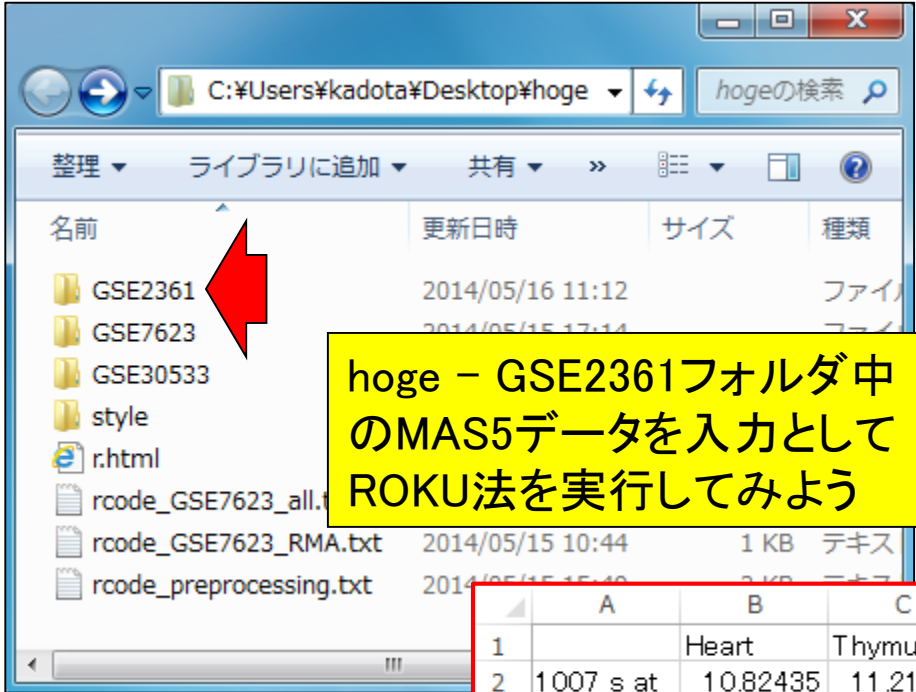 C:¥Users¥kadota¥Desktop¥hoge
hogeの検索
整理 ライブラリに追加 共有 »
名前 更新日時 サイズ 種類
GSE2361 2014/05/16 11:12
GSE7623
GSE30533
style
r.html
rcode_GSE7623_all.
rcode_GSE7623_RMA.txt 2014/05/15 10:44 1 KB
rcode_preprocessing.txt
hoge - GSE2361フォルダ中
のMAS5データを入力として
ROKU法を実行してみよう
A B C
1 Heart Thymu
2 1007 s at 10.82435 11.21